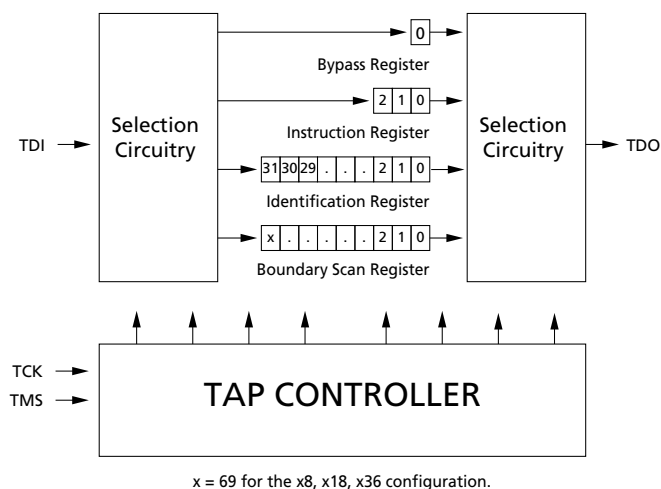 0
Bypass Register
2 1 0
Selection
Circuitry
Selection
Circuitry
Instruction Register
TDI
TDO
31 30 29 . . . 2 1 0
Identification Register
x . . . . . 2 1 0
Boundary Scan Register
TCK
TMS
TAP CONTROLLER
x = 69 for the x8, x18, x36 configuration.